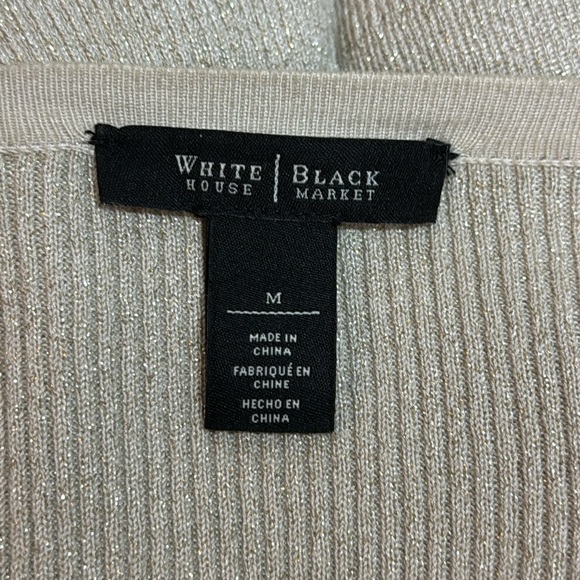 WHITE | BLACK
HOUSE | MARKET
M
MADE IN
CHINA
FABRIQUÉ EN
CHINE
HECHO EN
CHINA